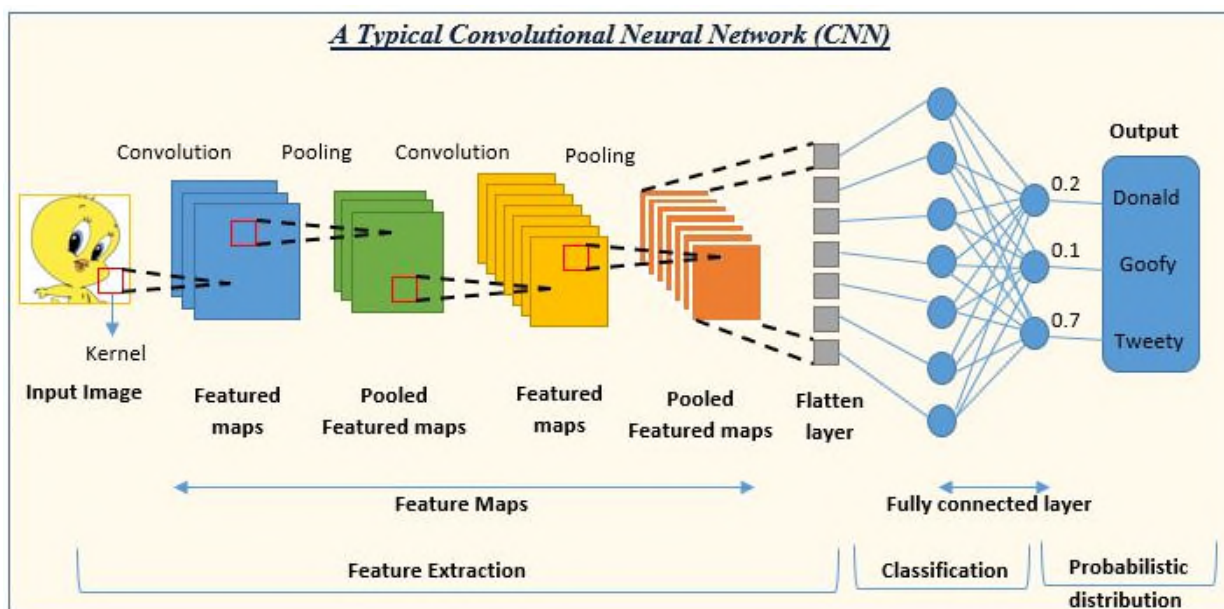 A Typical Convolutional Neural Network (CNN)
Convolution
Pooling
Convolution
Pooling
Kernel
Input Image
Featured
maps
Pooled
Featured maps
Featured
maps
Pooled
Featured maps
Flatten
layer
0.2
0.1
0.7
Output
Donald
Goofy
Tweety
Feature Maps
Fully connected layer
Feature Extraction
Classification
Probabilistic
distribution